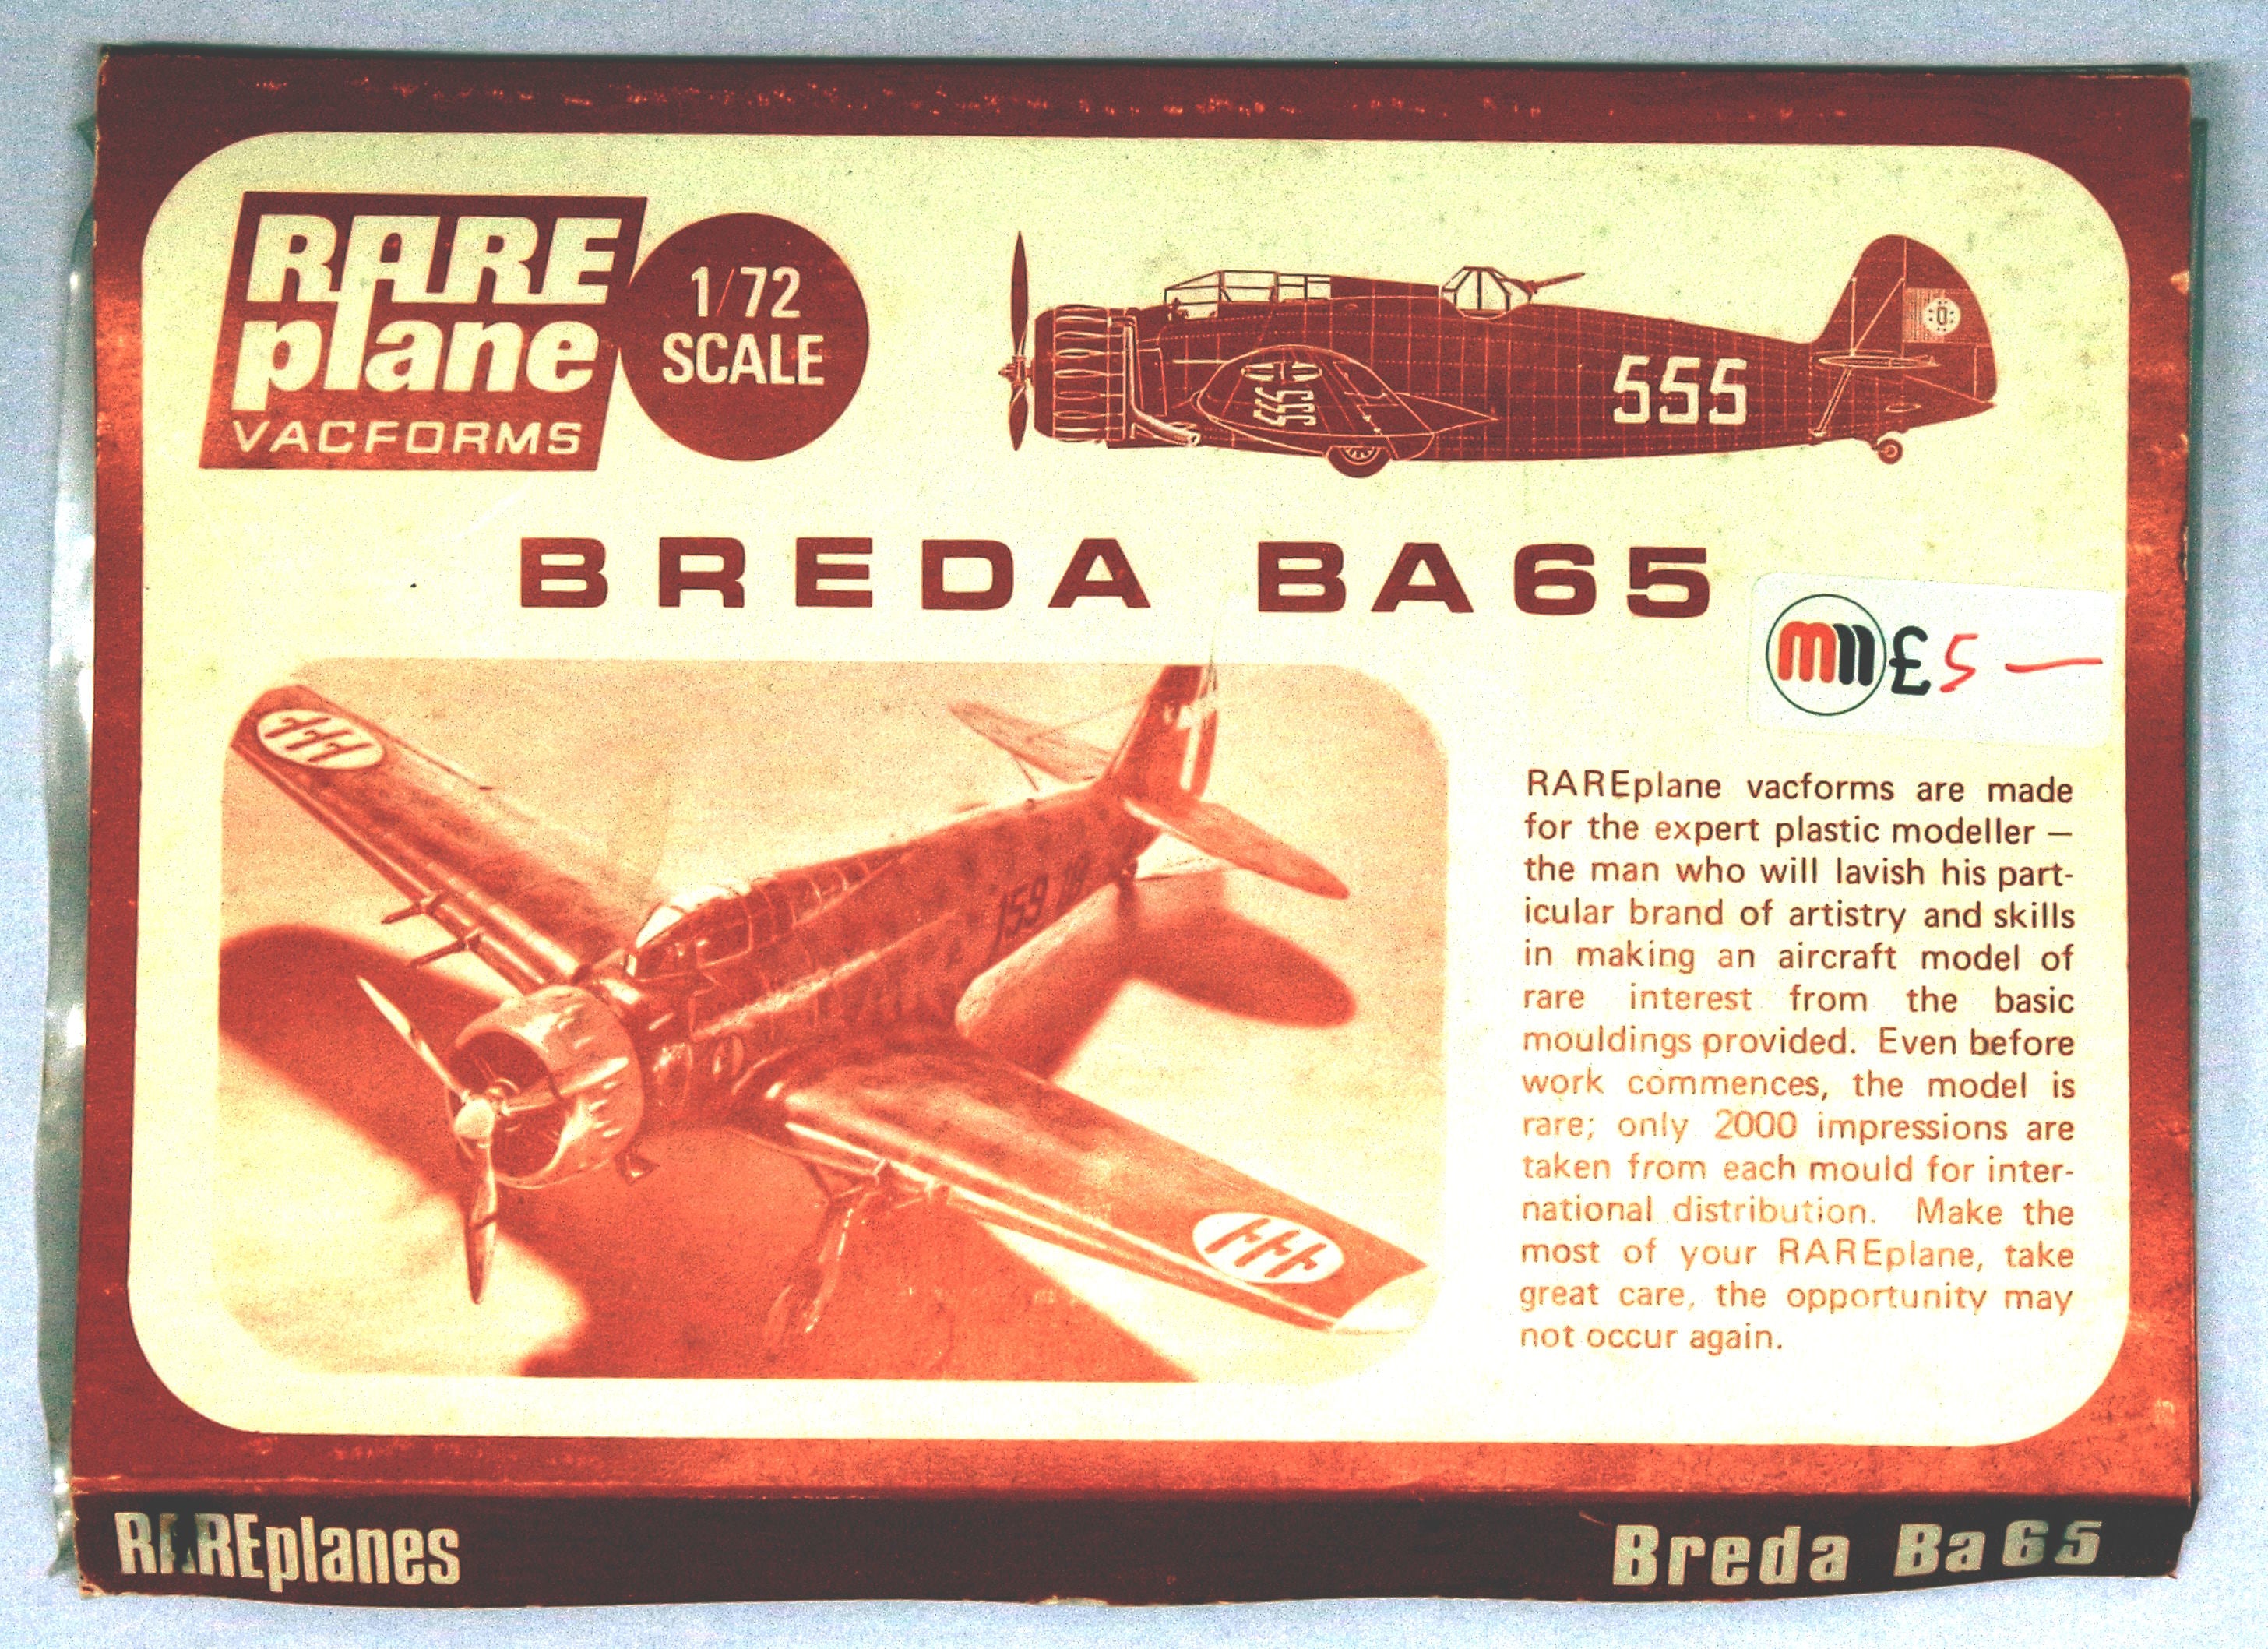 RARE
plane
VACFORMS
1/72
SCALE
555
555
BREDA BA65
mm£5—
159 18
RAREplane vacforms are made
for the expert plastic modeller —
the man who will lavish his part-
icular brand of artistry and skills
in making an aircraft model of
rare interest from the basic
mouldings provided. Even before
work commences, the model is
rare; only 2000 impressions are
taken from each mould for inter-
national distribution. Make the
most of your RAREplane, take
great care, the opportunity may
not occur again.
RAREplanes
Breda Ba65